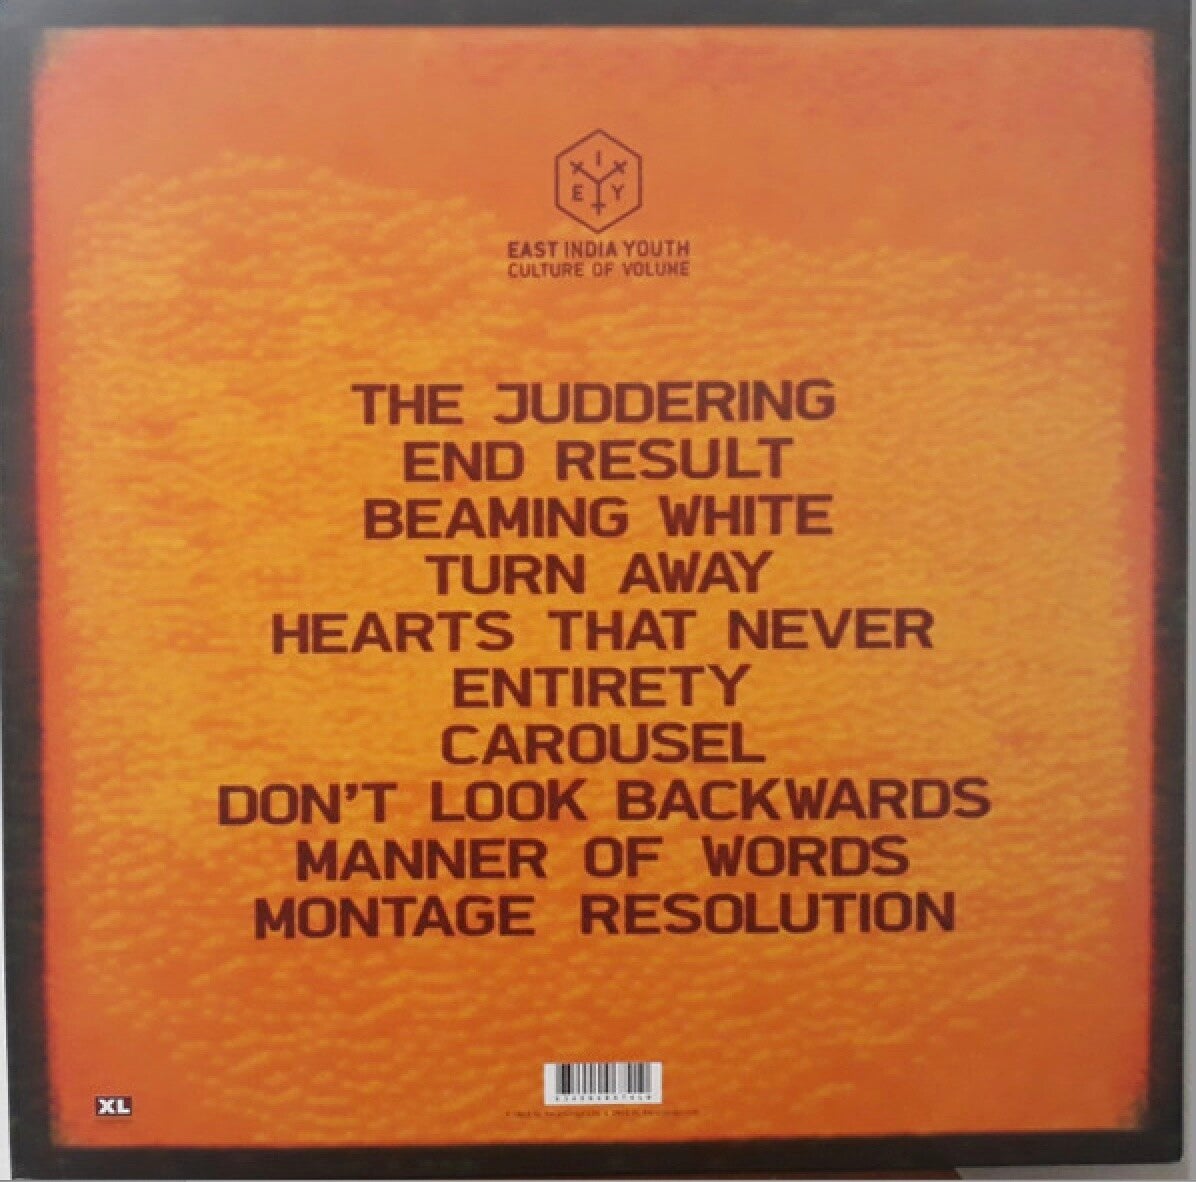 I
E Y
EAST INDIA YOUTH
CULTURE OF VOLUME
THE JUDDERING
END RESULT
BEAMING WHITE
TURN AWAY
HEARTS THAT NEVER
ENTIRETY
CAROUSEL
DON'T LOOK BACKWARDS
MANNER OF WORDS
MONTAGE RESOLUTION
XL